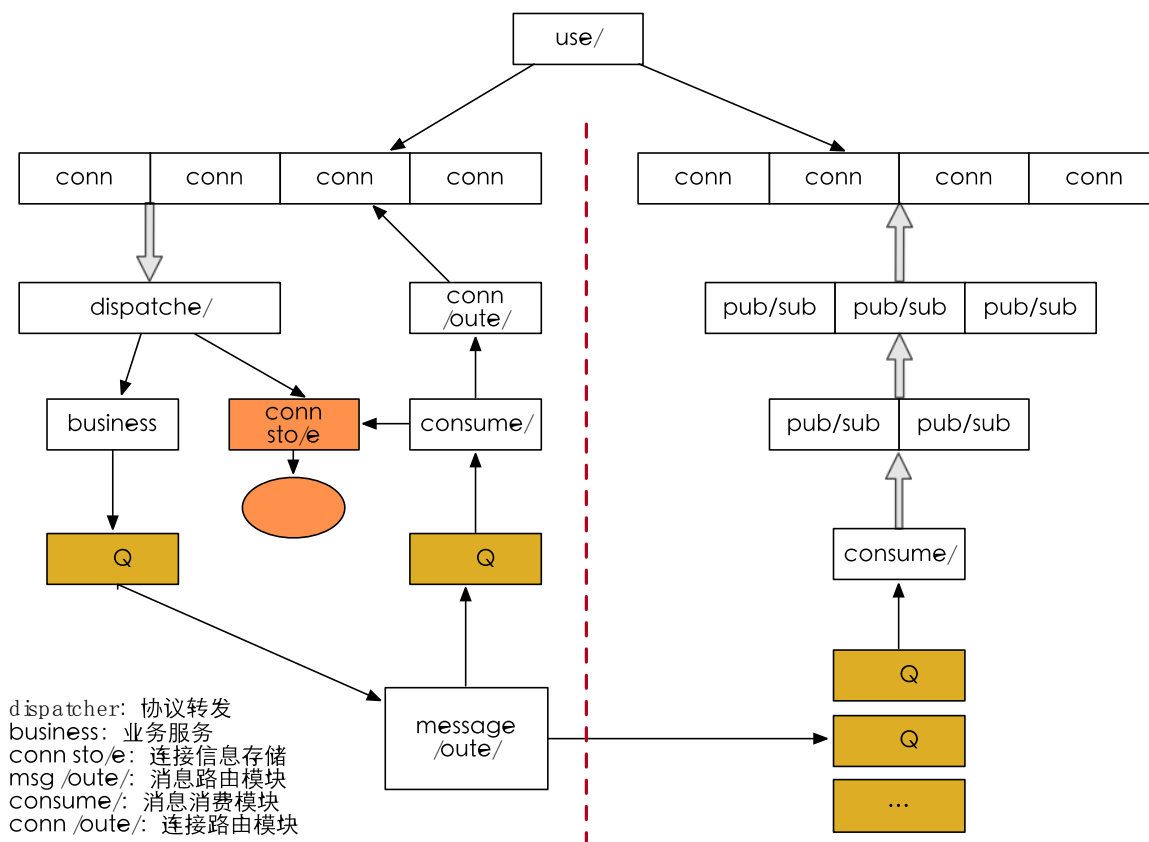 use/
conn conn conn conn
conn conn conn conn
dispatche/
conn
/oute/
pub/sub pub/sub pub/sub
business
conn
sto/e
consume/
pub/sub pub/sub
Q
Q
consume/
message
/oute/
Q
Q
...
dispatcher: 协议转发
business: 业务服务
conn sto/e: 连接信息存储
msg /oute/: 消息路由模块
consume/: 消息消费模块
conn /oute/: 连接路由模块